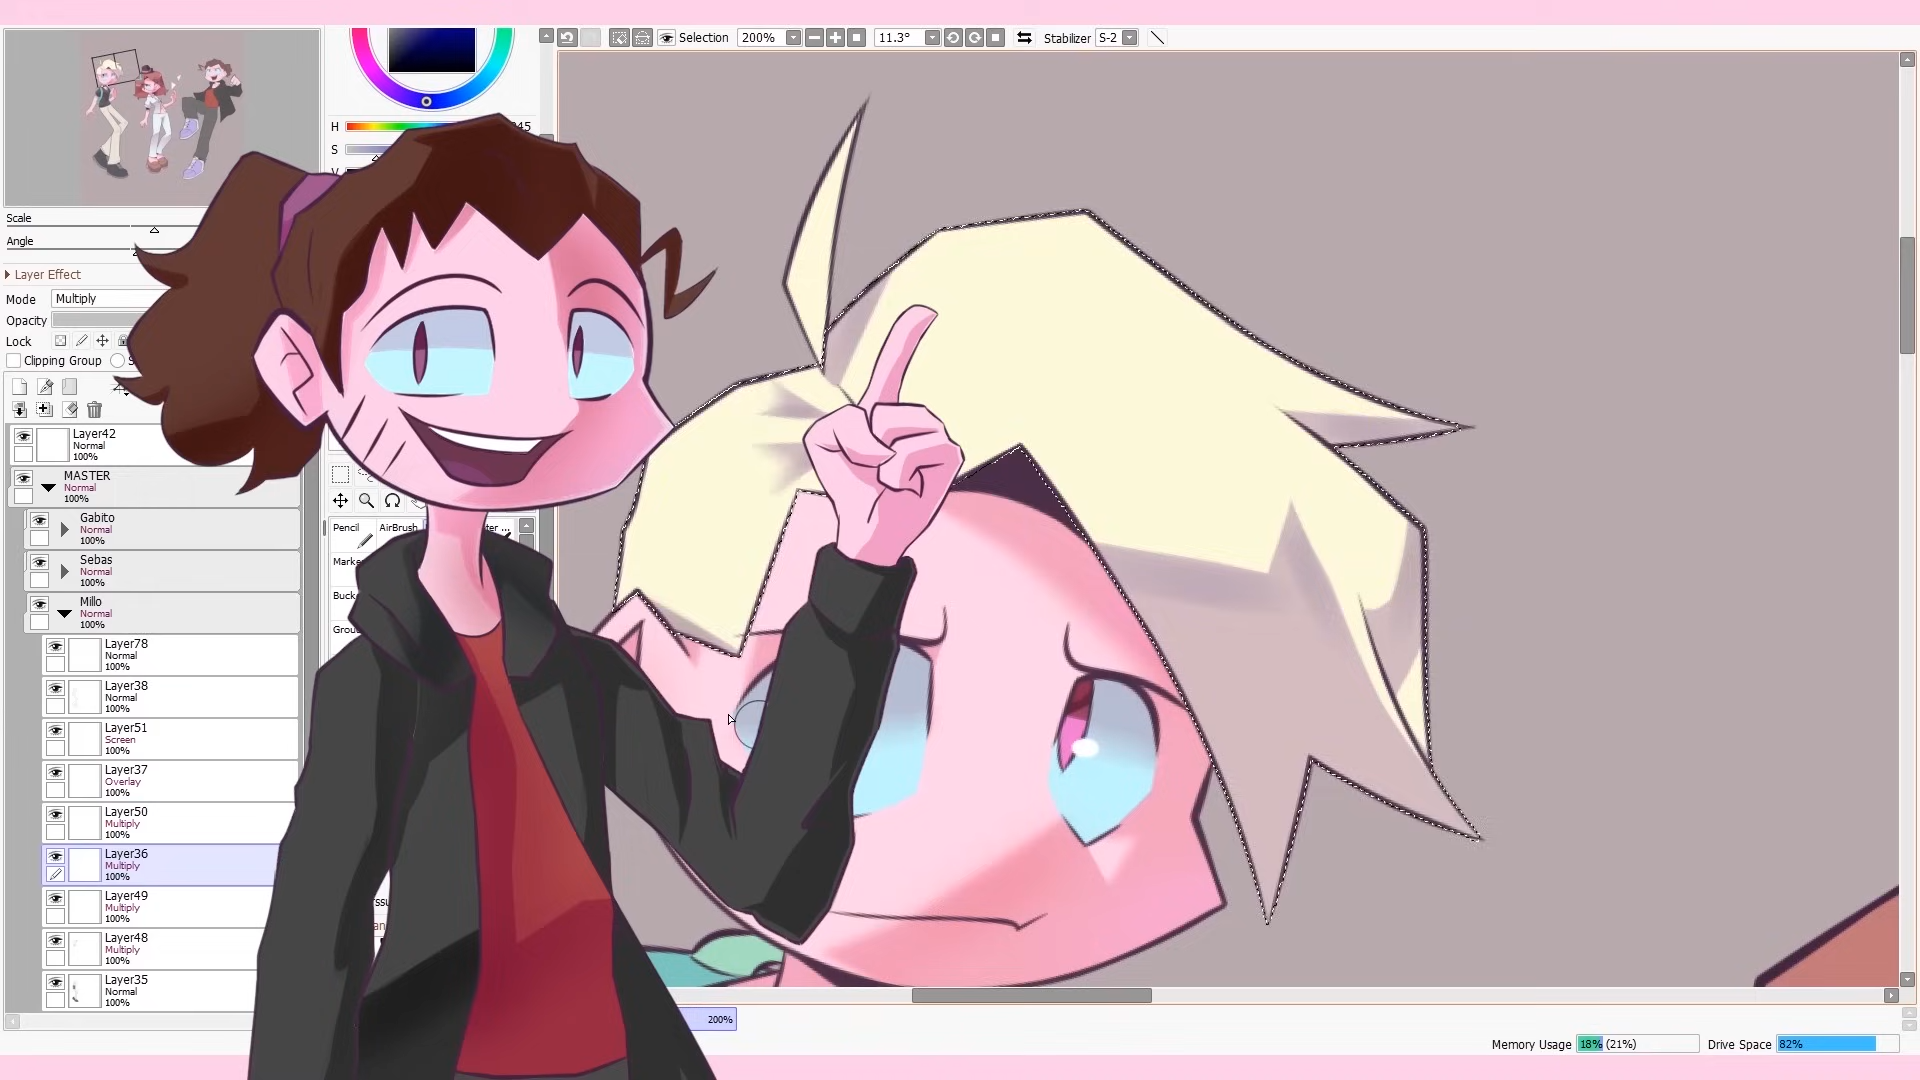 Selection 200% 11.3° Stabilizer S-2
H
S
V
Scale
Angle
Layer Effect
Mode Multiply
Opacity
Lock
Clipping Group
Layer42
Normal
100%
MASTER
Normal
100%
Gabito
Normal
100%
Sebas
Normal
100%
Millo
Normal
100%
Layer78
Normal
100%
Layer38
Normal
100%
Layer51
Screen
100%
Layer37
Overlay
100%
Layer50
Multiply
100%
Layer36
Multiply
100%
Layer49
Multiply
100%
Layer48
Multiply
100%
Layer35
Normal
100%
Pencil AirBrush
200%
Memory Usage 18% (21%) Drive Space 82%